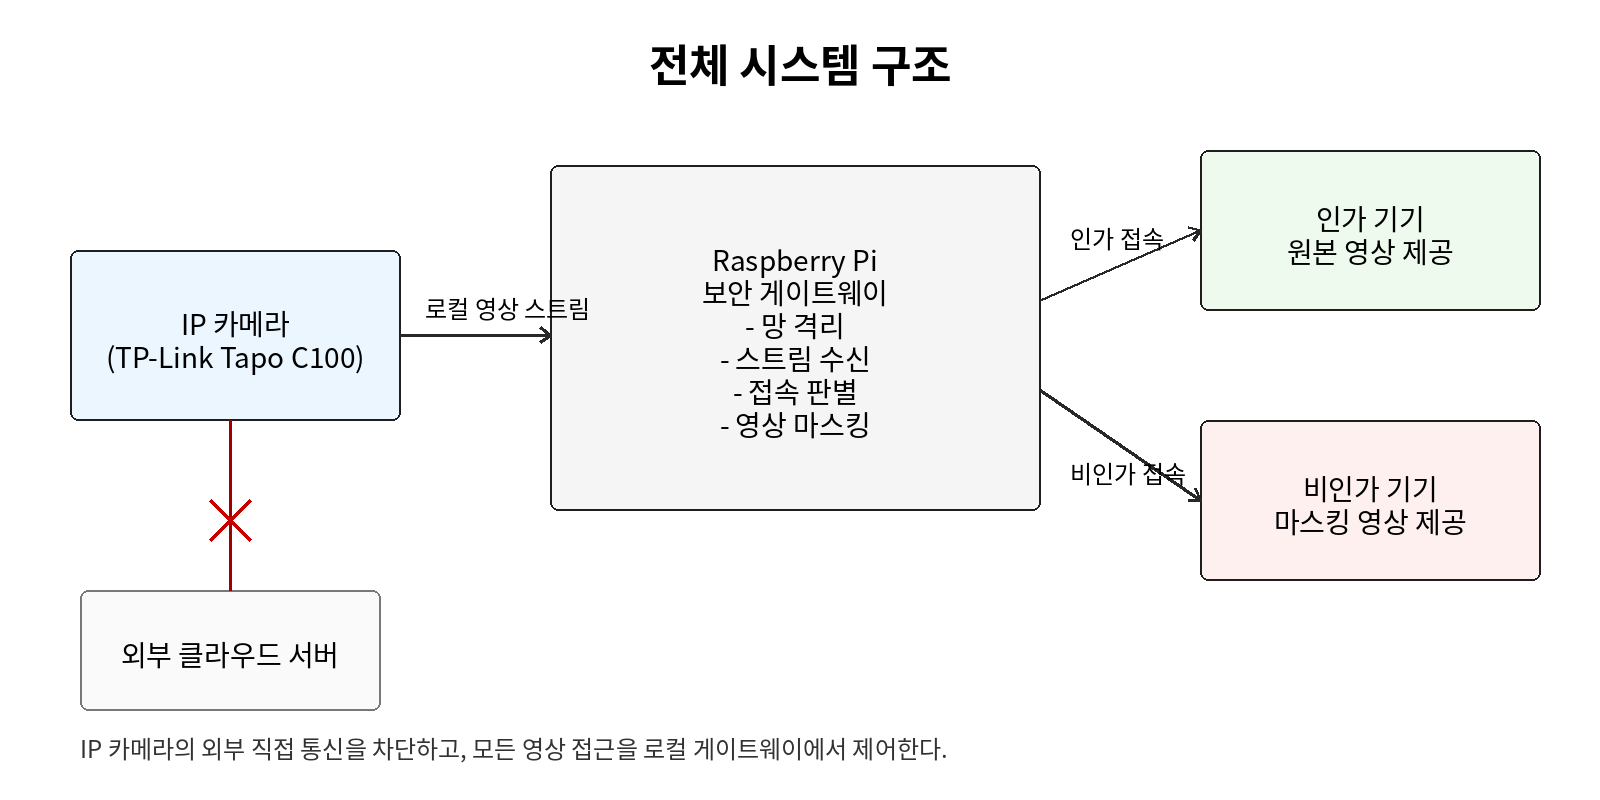 전체 시스템 구조
IP 카메라
(TP-Link Tapo C100)
로컬 영상 스트림
Raspberry Pi
보안 게이트웨이
- 망 격리
- 스트림 수신
- 접속 판별
- 영상 마스킹
인가 접속
인가 기기
원본 영상 제공
비인가 접속
비인가 기기
마스킹 영상 제공
외부 클라우드 서버
IP 카메라의 외부 직접 통신을 차단하고, 모든 영상 접근을 로컬 게이트웨이에서 제어한다.